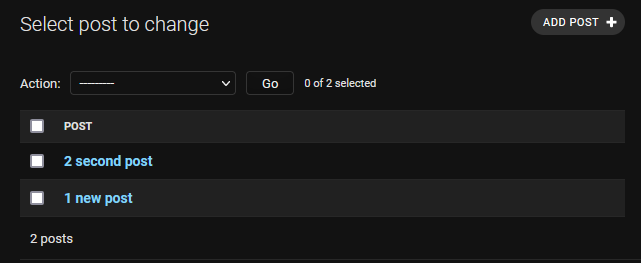 Select post to change
ADD POST +
Action: --------- Go 0 of 2 selected
POST
2 second post
1 new post
2 posts